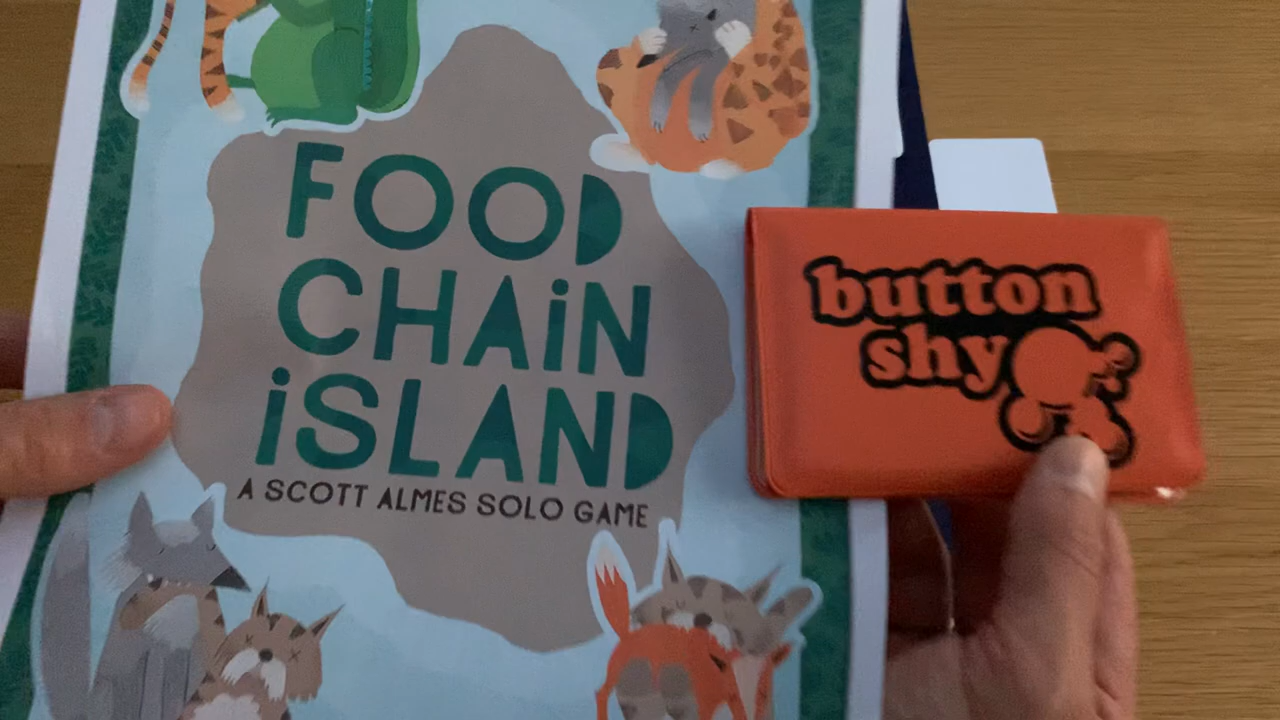 FOOD
CHAiN
iSLAND
A SCOTT ALMES SOLO GAME
button
shy